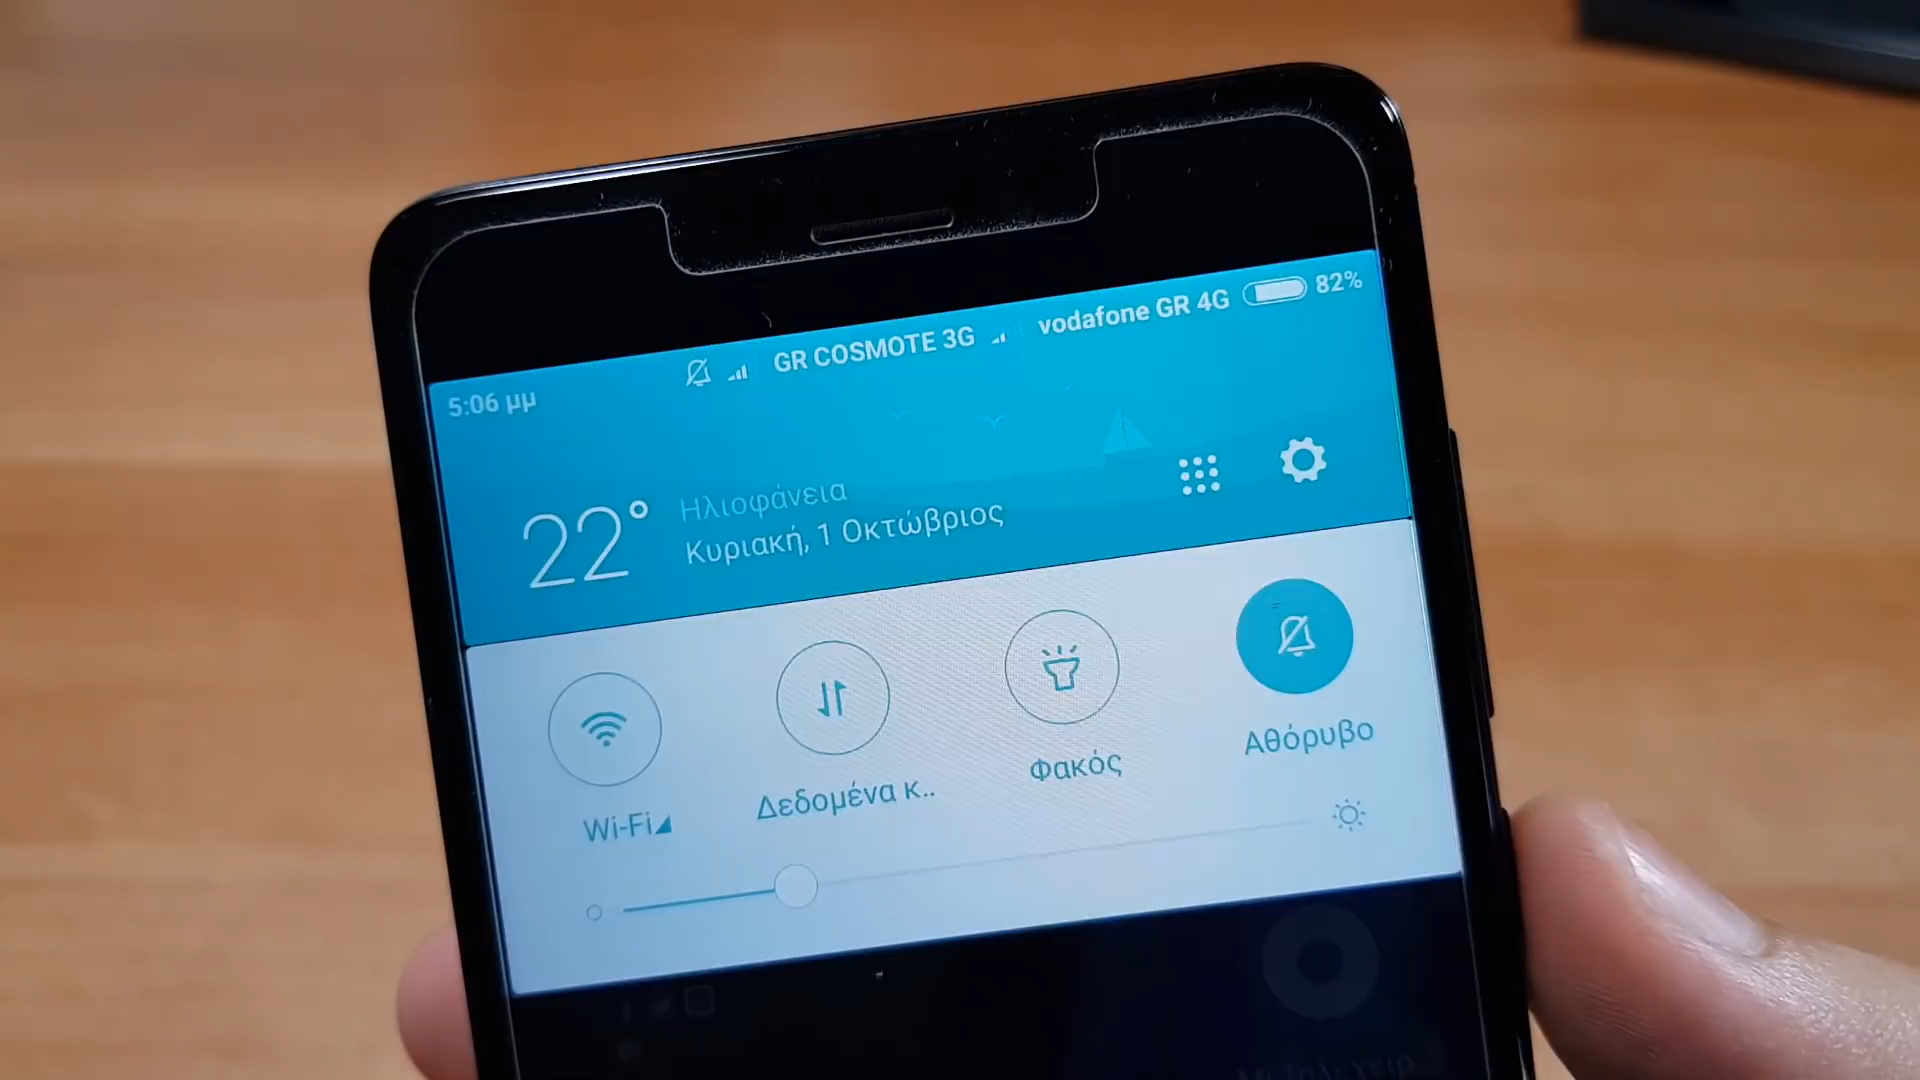 5:06 μμ GR COSMOTE 3G vodafone GR 4G 82%
22° Ηλιοφάνεια
Κυριακή, 1 Οκτώβριος
Wi-Fi Δεδομένα κ.. Φακός Αθόρυβο